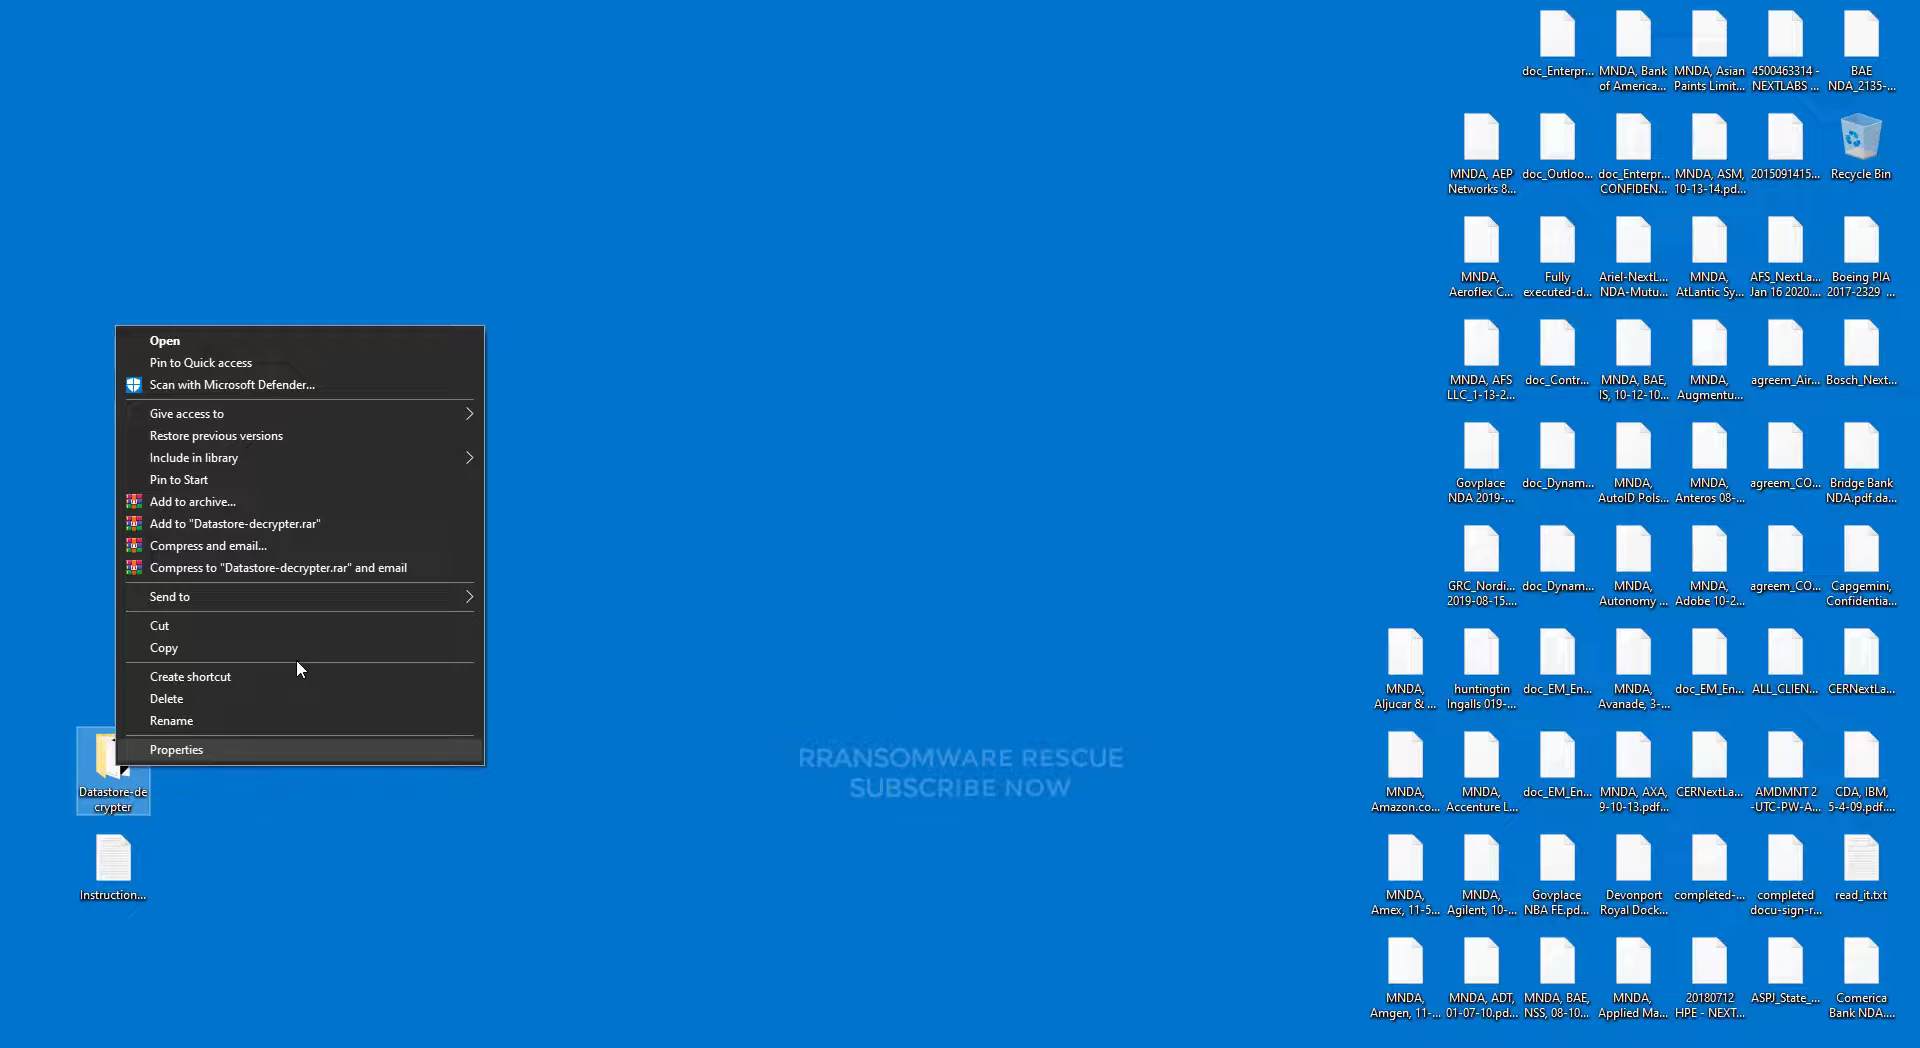 doc_Enterpr...
MNDA, Bank
of America...
MNDA, Asian
Paints Limit...
4500463314 -
NEXTLABS ...
BAE
NDA_2135-...
MNDA, AEP
Networks 8...
doc_Outloo...
doc_Enterpr...
CONFIDEN...
MNDA, ASM,
10-13-14.pd...
2015091415...
Recycle Bin
MNDA,
Aeroflex C...
Fully
executed-d...
Ariel-NextL...
NDA-Mutu...
MNDA,
AtLantic Sy...
AFS_NextLa...
Jan 16 2020....
Boeing PIA
2017-2329 _...
Open
Pin to Quick access
Scan with Microsoft Defender...
Give access to
Restore previous versions
Include in library
Pin to Start
Add to archive...
Add to "Datastore-decrypter.rar"
Compress and email...
Compress to "Datastore-decrypter.rar" and email
Send to
Cut
Copy
Create shortcut
Delete
Rename
Properties
MNDA, AFS
LLC_1-13-2...
doc_Contr...
MNDA, BAE,
IS, 10-12-10...
MNDA,
Augmentu...
agreem_Air...
Bosch_Next...
Govplace
NDA 2019-...
doc_Dynam...
MNDA,
AutoID Pols...
MNDA,
Anteros 08-...
agreem_CO...
Bridge Bank
NDA.pdf.da...
GRC_Nordi...
2019-08-15....
doc_Dynam...
MNDA,
Autonomy ...
MNDA,
Adobe 10-2...
agreem_CO...
Capgemini,
Confidentia...
MNDA,
Aljucar & ...
huntingtin
Ingalls 019-...
doc_EM_En...
MNDA,
Avanade, 3-...
doc_EM_En...
ALL_CLIEN...
CERNextLa...
Datastore-de
crypter
RRANSOMWARE RESCUE
SUBSCRIBE NOW
MNDA,
Amazon.co...
MNDA,
Accenture L...
doc_EM_En...
MNDA, AXA,
9-10-13.pdf...
CERNextLa...
AMDMNT 2
-UTC-PW-A...
CDA, IBM,
5-4-09.pdf....
Instruction...
MNDA,
Amex, 11-5...
MNDA,
Agilent, 10-...
Govplace
NBA FE.pd...
Devonport
Royal Dock...
completed-...
completed
docu-sign-r...
read_it.txt
MNDA,
Amgen, 11-...
MNDA, ADT,
01-07-10.pd...
MNDA, BAE,
NSS, 08-10...
MNDA,
Applied Ma...
20180712
HPE - NEXT...
ASPJ_State_...
Comerica
Bank NDA....